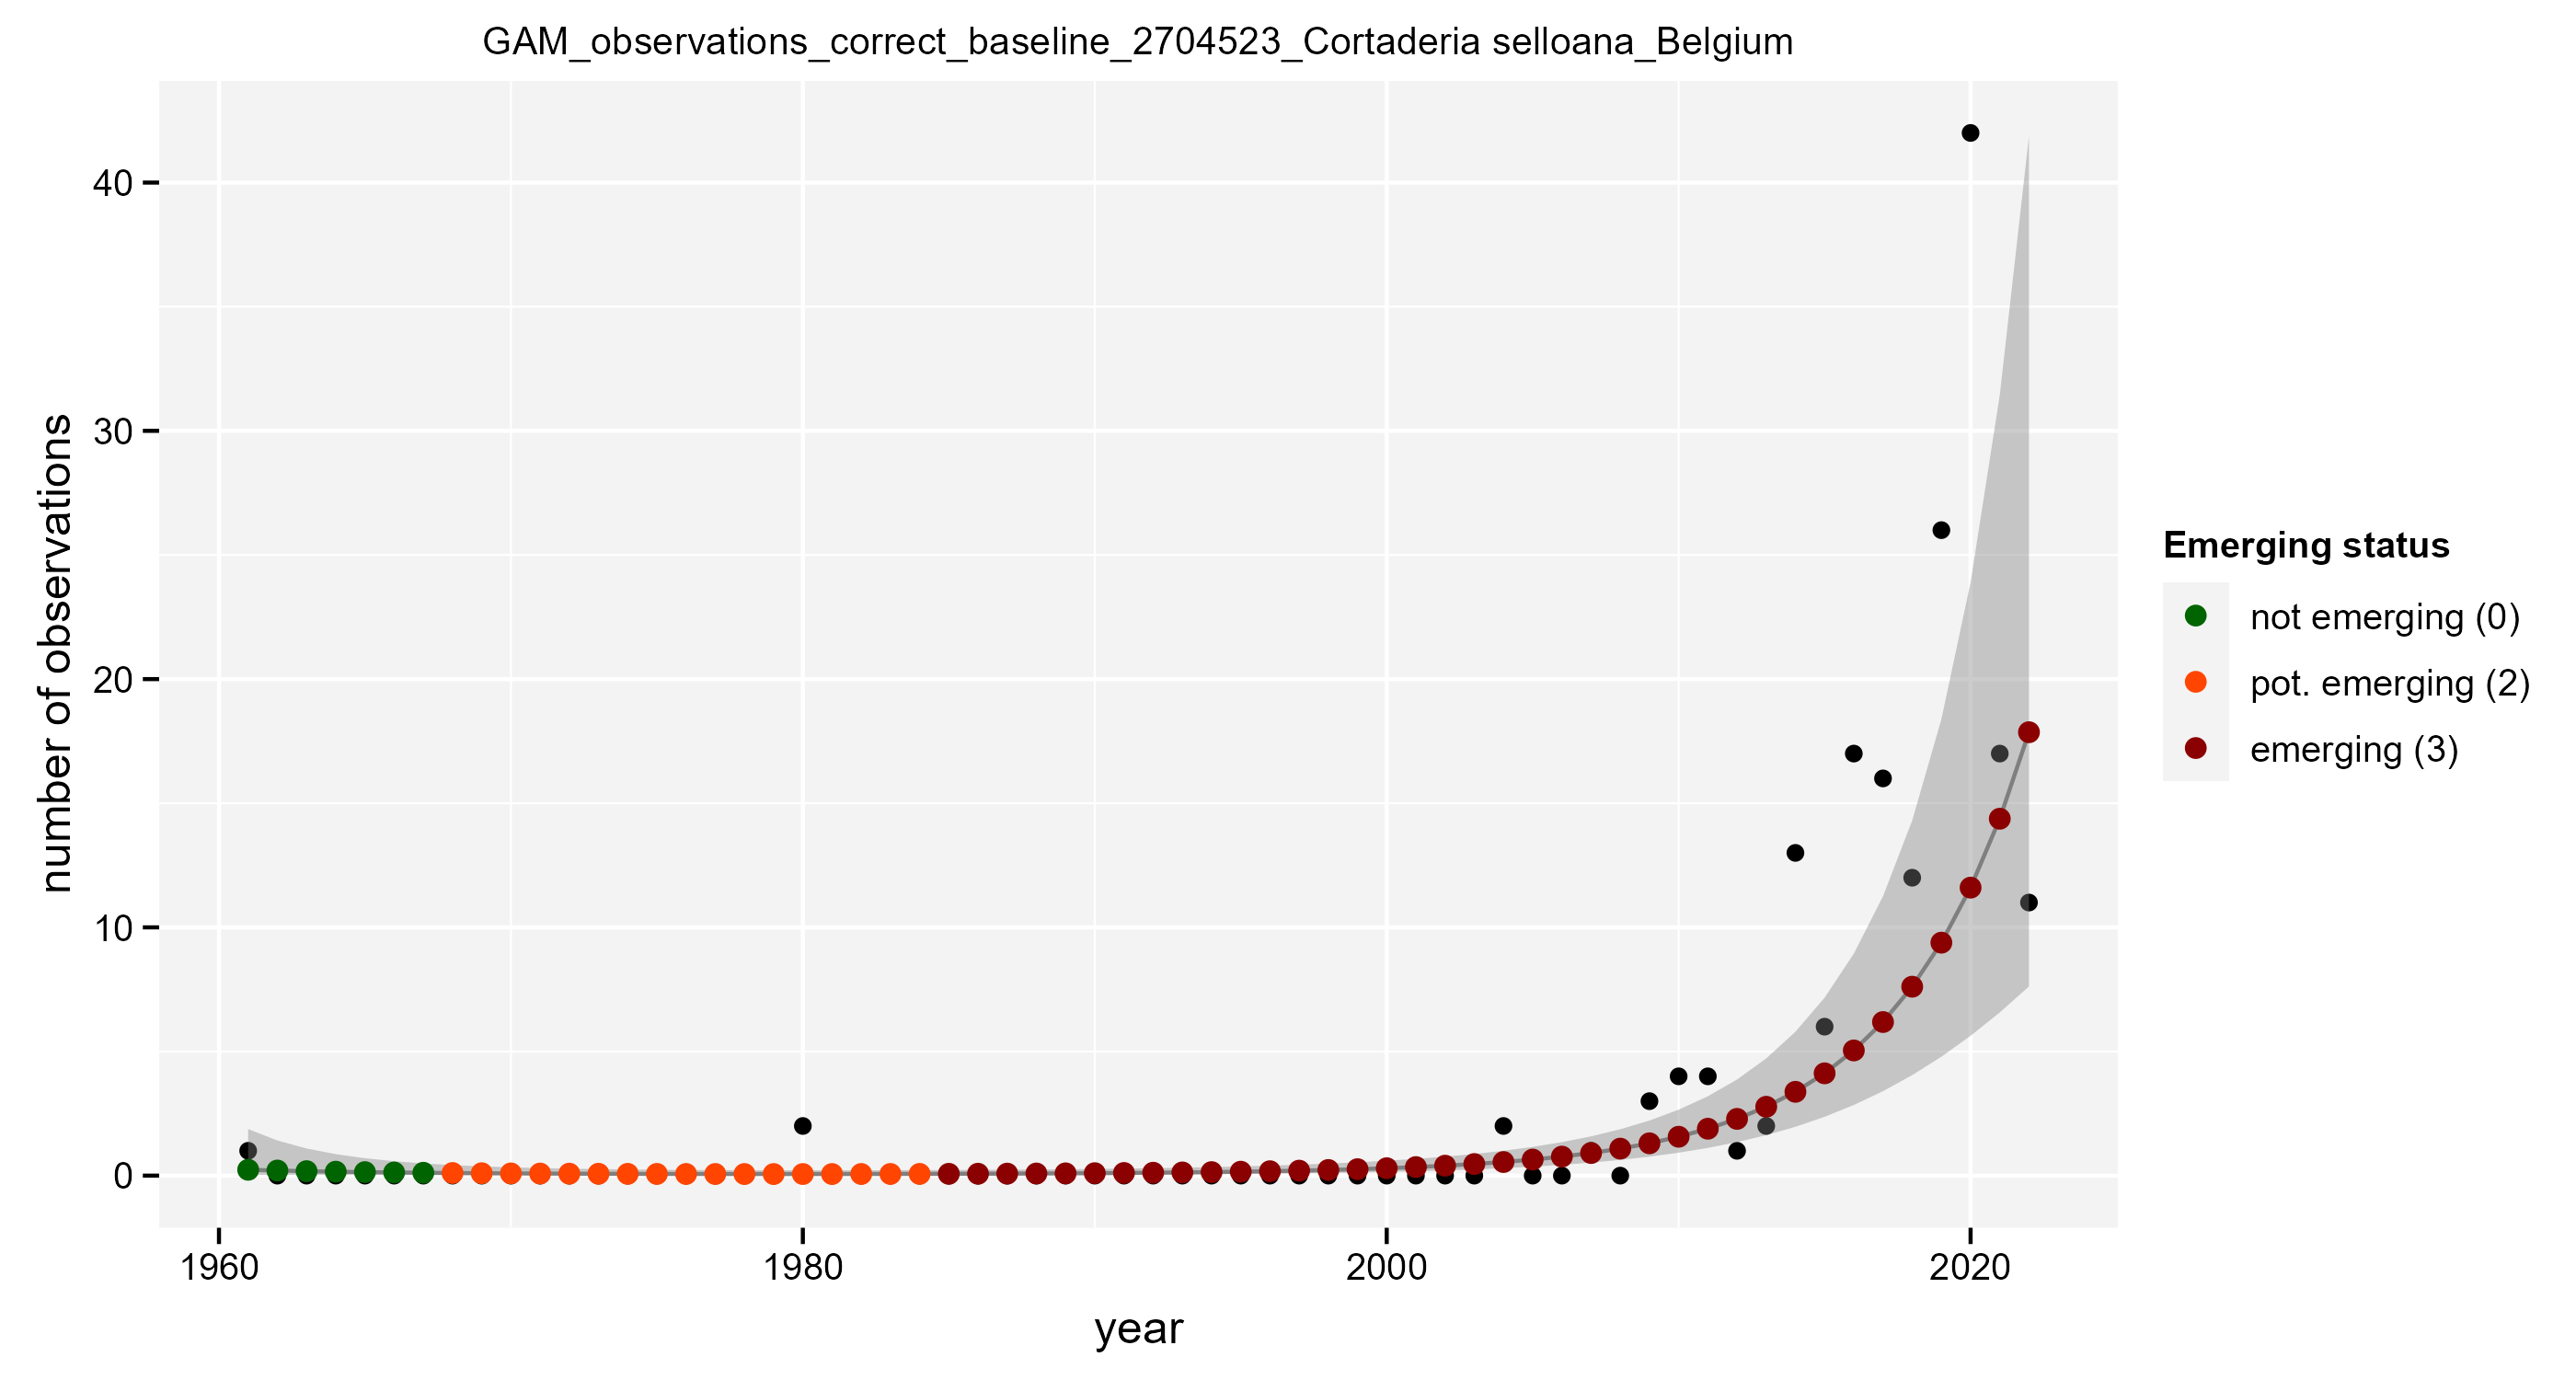 GAM_observations_correct_baseline_2704523_Cortaderia selloana_Belgium
number of observations
40
30
20
10
0
1960 1980 2000 2020
year
Emerging status
not emerging (0)
pot. emerging (2)
emerging (3)